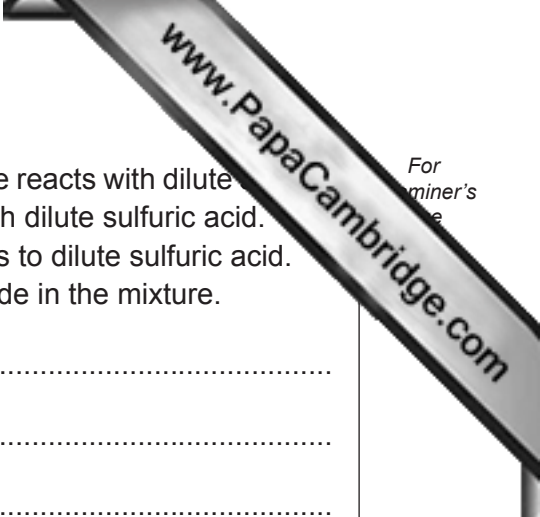 www.PapaCambridge.com
For
miner's
e reacts with dilute
h dilute sulfuric acid.
s to dilute sulfuric acid.
de in the mixture.